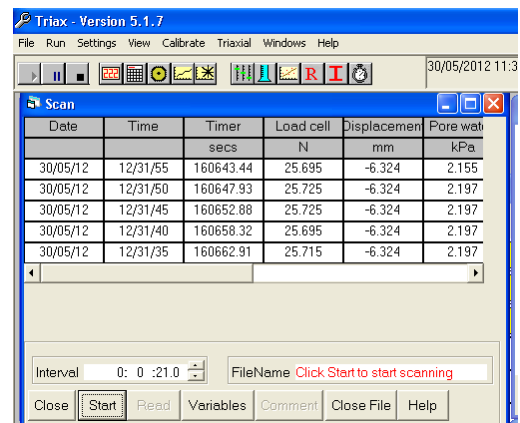 Triax - Version 5.1.7
File Run Settings View Calibrate Triaxial Windows Help
R I 30/05/2012 11:3
Scan
Date Time Timer Load cell Displacemen Pore wat
secs N mm kPa
30/05/12 12/31/55 160643.44 25.695 -6.324 2.155
30/05/12 12/31/50 160647.93 25.725 -6.324 2.197
30/05/12 12/31/45 160652.88 25.725 -6.324 2.197
30/05/12 12/31/40 160658.32 25.695 -6.324 2.197
30/05/12 12/31/35 160662.91 25.715 -6.324 2.197
Interval 0: 0 :21.0 FileName Click Start to start scanning
Close Start Read Variables Comment Close File Help